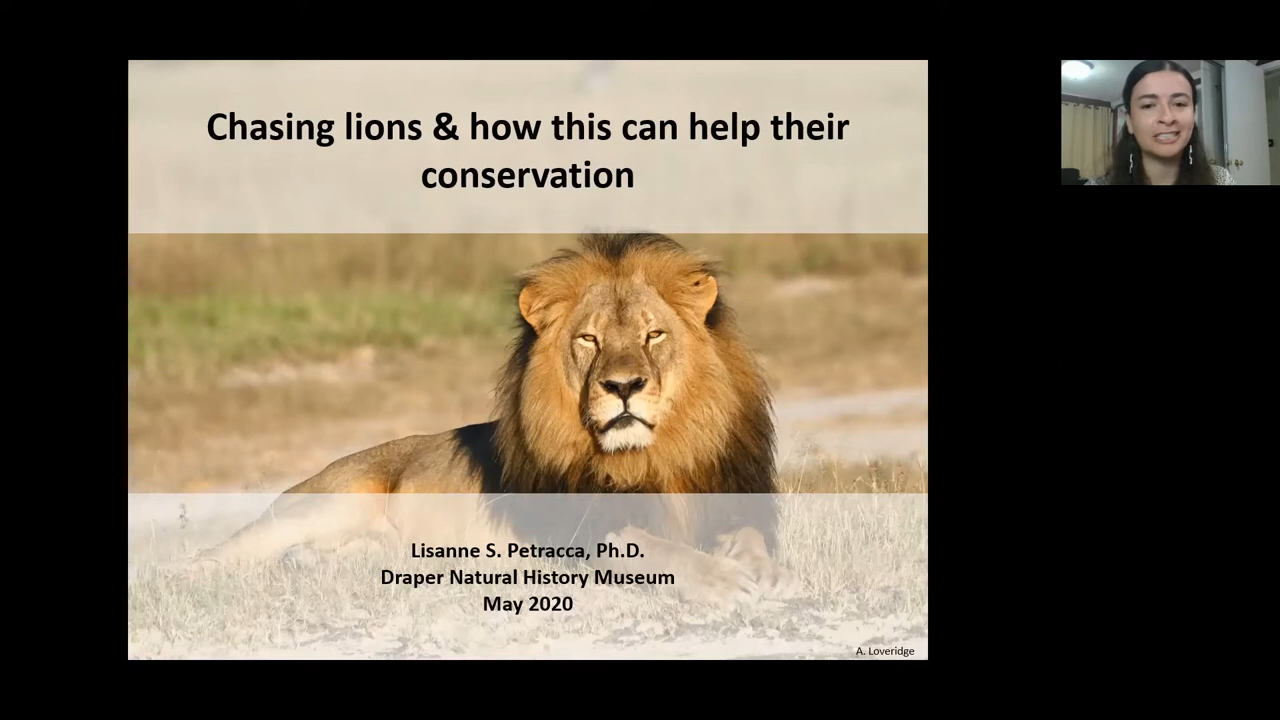 Chasing lions & how this can help their
conservation
Lisanne S. Petracca, Ph.D.
Draper Natural History Museum
May 2020
A. Loveridge